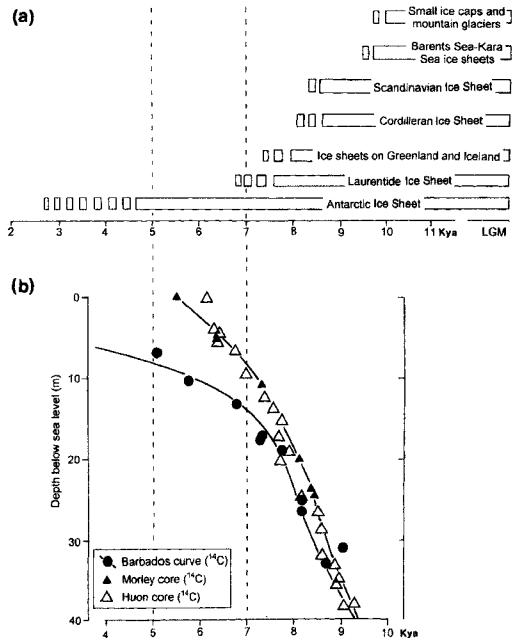 (a)
Small ice caps and
mountain glaciers
Barents Sea-Kara
Sea ice sheets
Scandinavian Ice Sheet
Cordilleran Ice Sheet
Ice sheets on Greenland and Iceland
Laurentide Ice Sheet
Antarctic Ice Sheet
2 3 4 5 6 7 8 9 10 11 Kya LGM
(b)
Depth below sea level (m)
0
10
20
30
40
Barbados curve (¹⁴C)
Morley core (¹⁴C)
Huon core (¹⁴C)
4 5 6 7 8 9 10 Kya